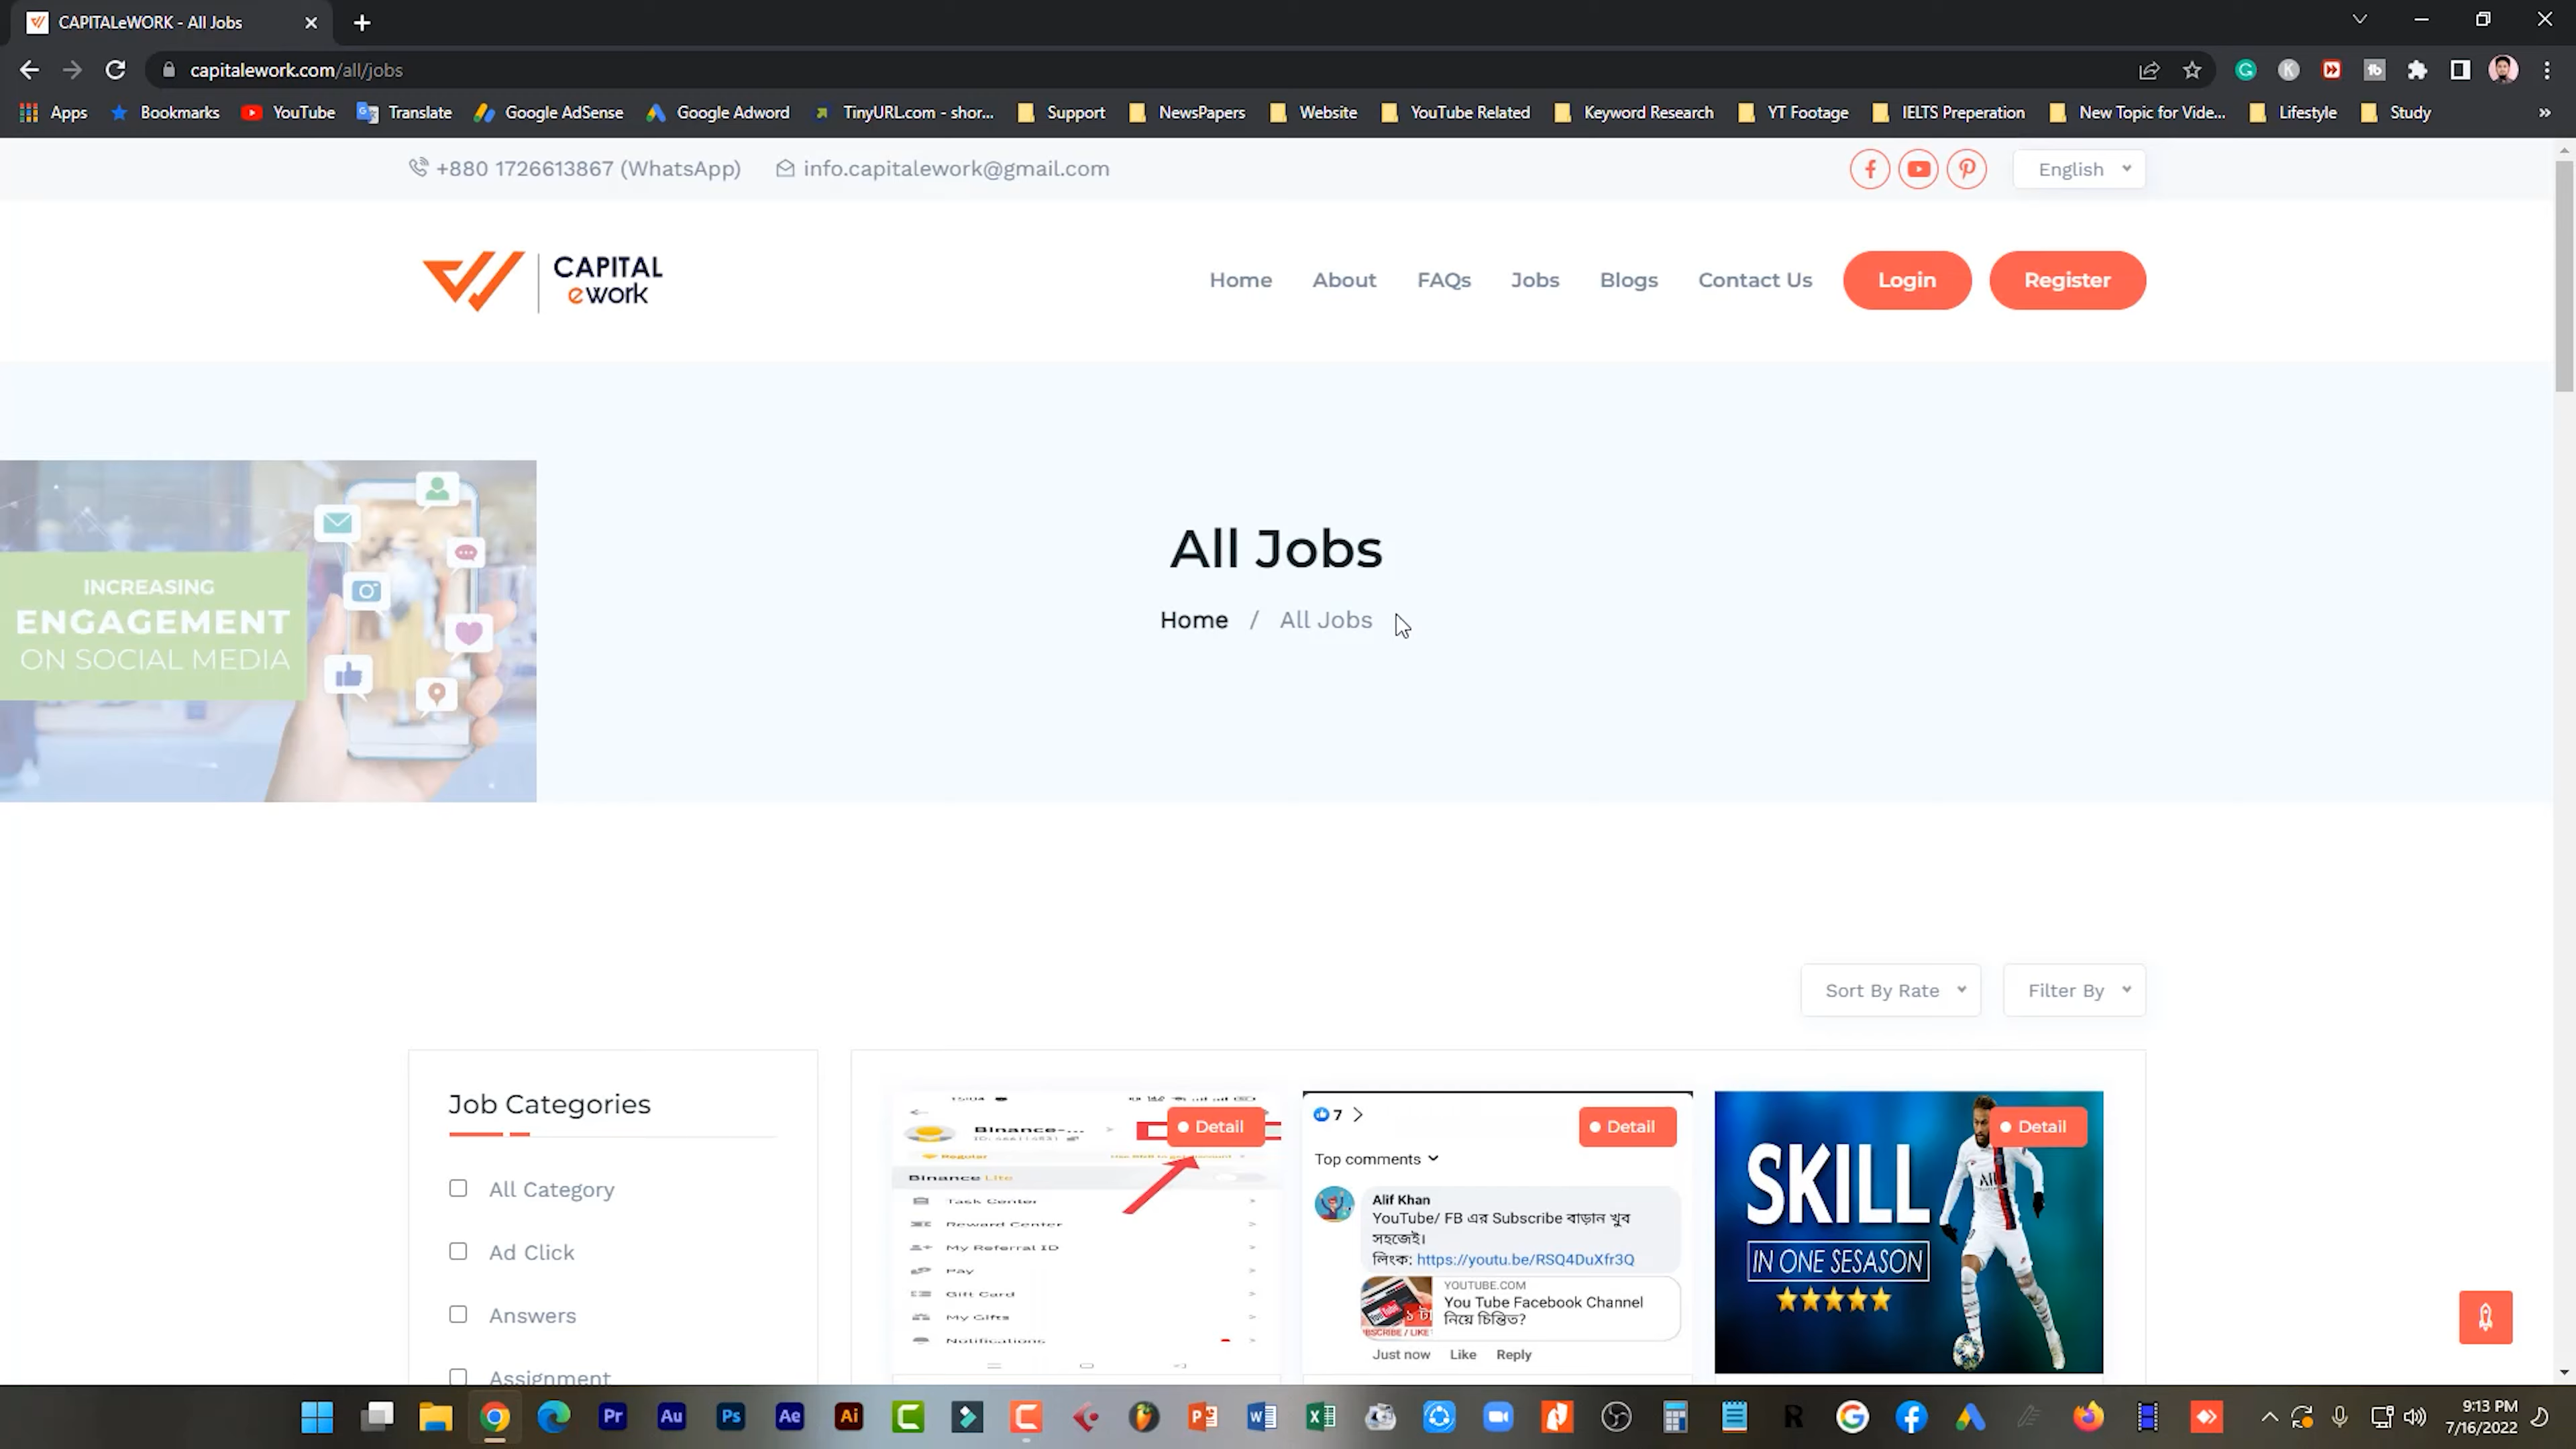 CAPITALeWORK - All Jobs
capitalework.com/all/jobs
Apps Bookmarks YouTube Translate Google AdSense Google Adword TinyURL.com - shor... Support NewsPapers Website YouTube Related Keyword Research YT Footage IELTS Preperation New Topic for Vide... Lifestyle Study
+880 1726613867 (WhatsApp) info.capitalework@gmail.com English
CAPITAL
eWork
Home About FAQs Jobs Blogs Contact Us Login Register
INCREASING
ENGAGEMENT
ON SOCIAL MEDIA
All Jobs
Home / All Jobs
Sort By Rate Filter By
Job Categories
All Category
Ad Click
Answers
Assignment
15:04
Binance-...
Detail
Regular
Binance Lite
Task Center
Reward Center
My Referral ID
Pay
Gift Card
My Gifts
Notifications
7
Detail
Top comments
Alif Khan
YouTube/ FB এর Subscribe বাড়ান খুব
সহজেই।
লিংক: https://youtu.be/RSQ4DuXfr3Q
YOUTUBE.COM
You Tube Facebook Channel
নিয়ে চিন্তিত?
Just now Like Reply
Detail
SKILL
IN ONE SESASON
9:13 PM
7/16/2022